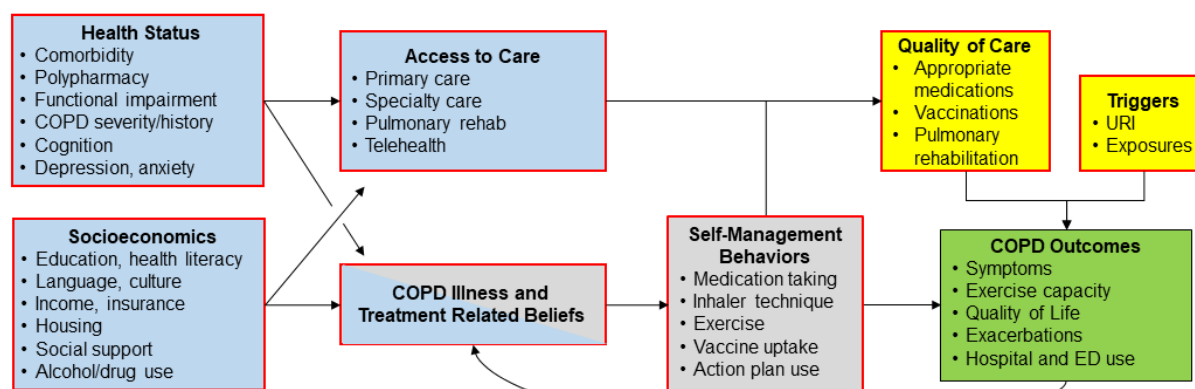 Health Status
• Comorbidity
• Polypharmacy
• Functional impairment
• COPD severity/history
• Cognition
• Depression, anxiety
Access to Care
• Primary care
• Specialty care
• Pulmonary rehab
• Telehealth
Quality of Care
• Appropriate
medications
• Vaccinations
• Pulmonary
rehabilitation
Triggers
• URI
• Exposures
Socioeconomics
• Education, health literacy
• Language, culture
• Income, insurance
• Housing
• Social support
• Alcohol/drug use
COPD Illness and
Treatment Related Beliefs
Self-Management
Behaviors
• Medication taking
• Inhaler technique
• Exercise
• Vaccine uptake
• Action plan use
COPD Outcomes
• Symptoms
• Exercise capacity
• Quality of Life
• Exacerbations
• Hospital and ED use